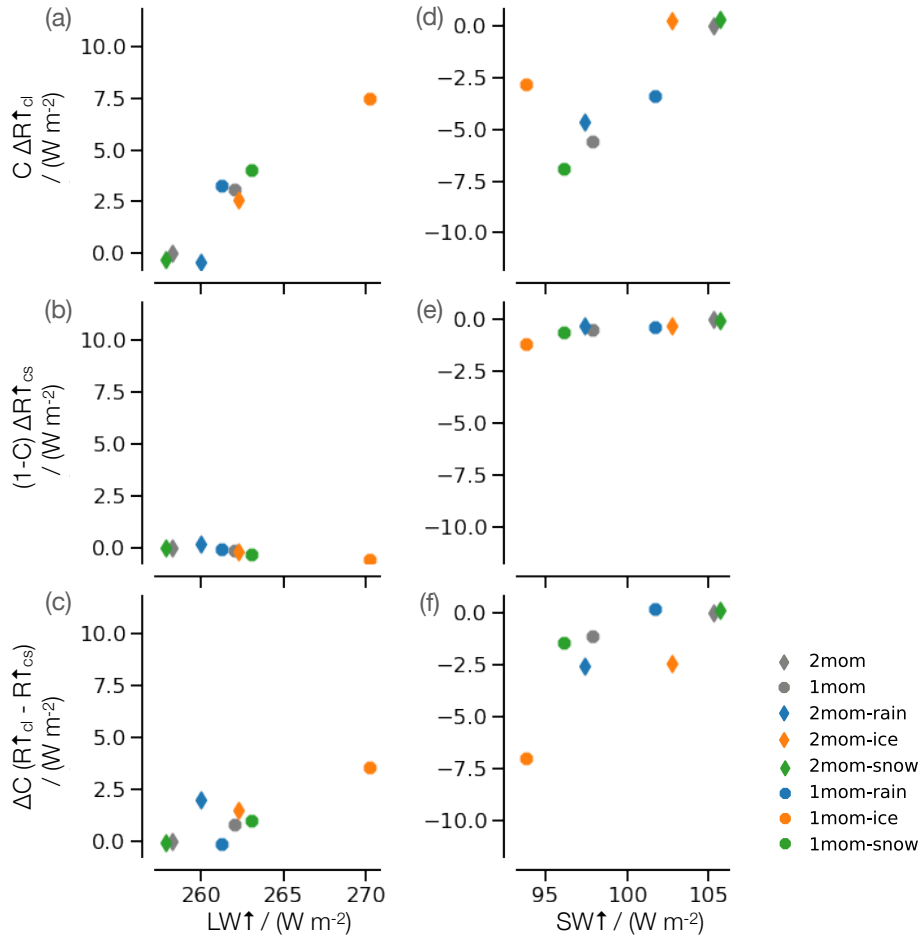 (a)
10.0
7.5
5.0
2.5
0.0
C ΔR↑cl
/ (W m-2)
(d)
0.0
−2.5
−5.0
−7.5
−10.0
(b)
10.0
7.5
5.0
2.5
0.0
(1-C) ΔR↑cs
/ (W m-2)
(e)
0.0
−2.5
−5.0
−7.5
−10.0
(c)
10.0
7.5
5.0
2.5
0.0
ΔC (R↑cl - R↑cs)
/ (W m-2)
260 265 270
LW↑ / (W m-2)
(f)
0.0
−2.5
−5.0
−7.5
−10.0
95 100 105
SW↑ / (W m-2)
2mom
1mom
2mom-rain
2mom-ice
2mom-snow
1mom-rain
1mom-ice
1mom-snow